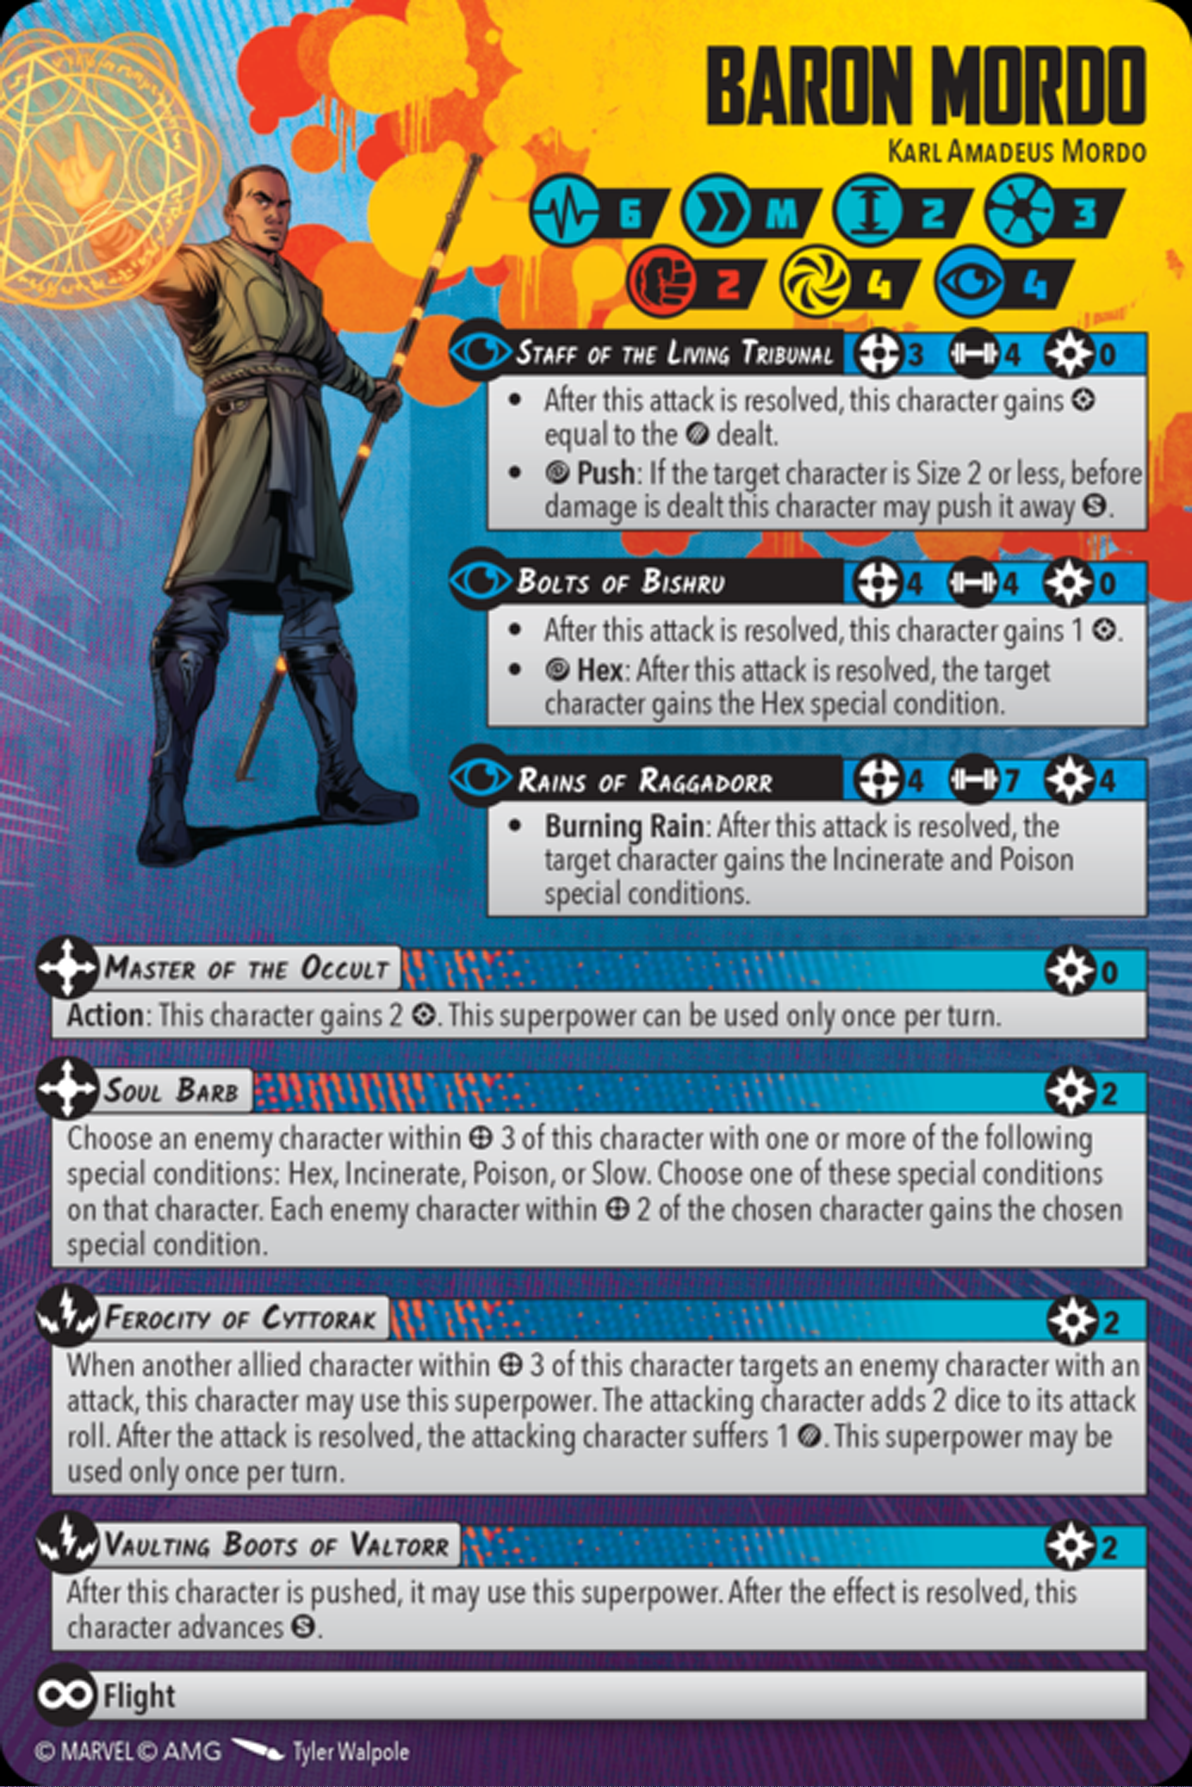 BARON MORDO
KARL AMADEUS MORDO
6 M 2 3
2 4 4
STAFF OF THE LIVING TRIBUNAL 3 4 0
• After this attack is resolved, this character gains
equal to the dealt.
• Push: If the target character is Size 2 or less, before
damage is dealt this character may push it away S.
BOLTS OF BISHRU 4 4 0
• After this attack is resolved, this character gains 1 .
• Hex: After this attack is resolved, the target
character gains the Hex special condition.
RAINS OF RAGGADORR 4 7 4
• Burning Rain: After this attack is resolved, the
target character gains the Incinerate and Poison
special conditions.
MASTER OF THE OCCULT 0
Action: This character gains 2 . This superpower can be used only once per turn.
SOUL BARB 2
Choose an enemy character within 3 of this character with one or more of the following
special conditions: Hex, Incinerate, Poison, or Slow. Choose one of these special conditions
on that character. Each enemy character within 2 of the chosen character gains the chosen
special condition.
FEROCITY OF CYTTORAK 2
When another allied character within 3 of this character targets an enemy character with an
attack, this character may use this superpower. The attacking character adds 2 dice to its attack
roll. After the attack is resolved, the attacking character suffers 1 . This superpower may be
used only once per turn.
VAULTING BOOTS OF VALTORR 2
After this character is pushed, it may use this superpower. After the effect is resolved, this
character advances S.
Flight
© MARVEL © AMG Tyler Walpole